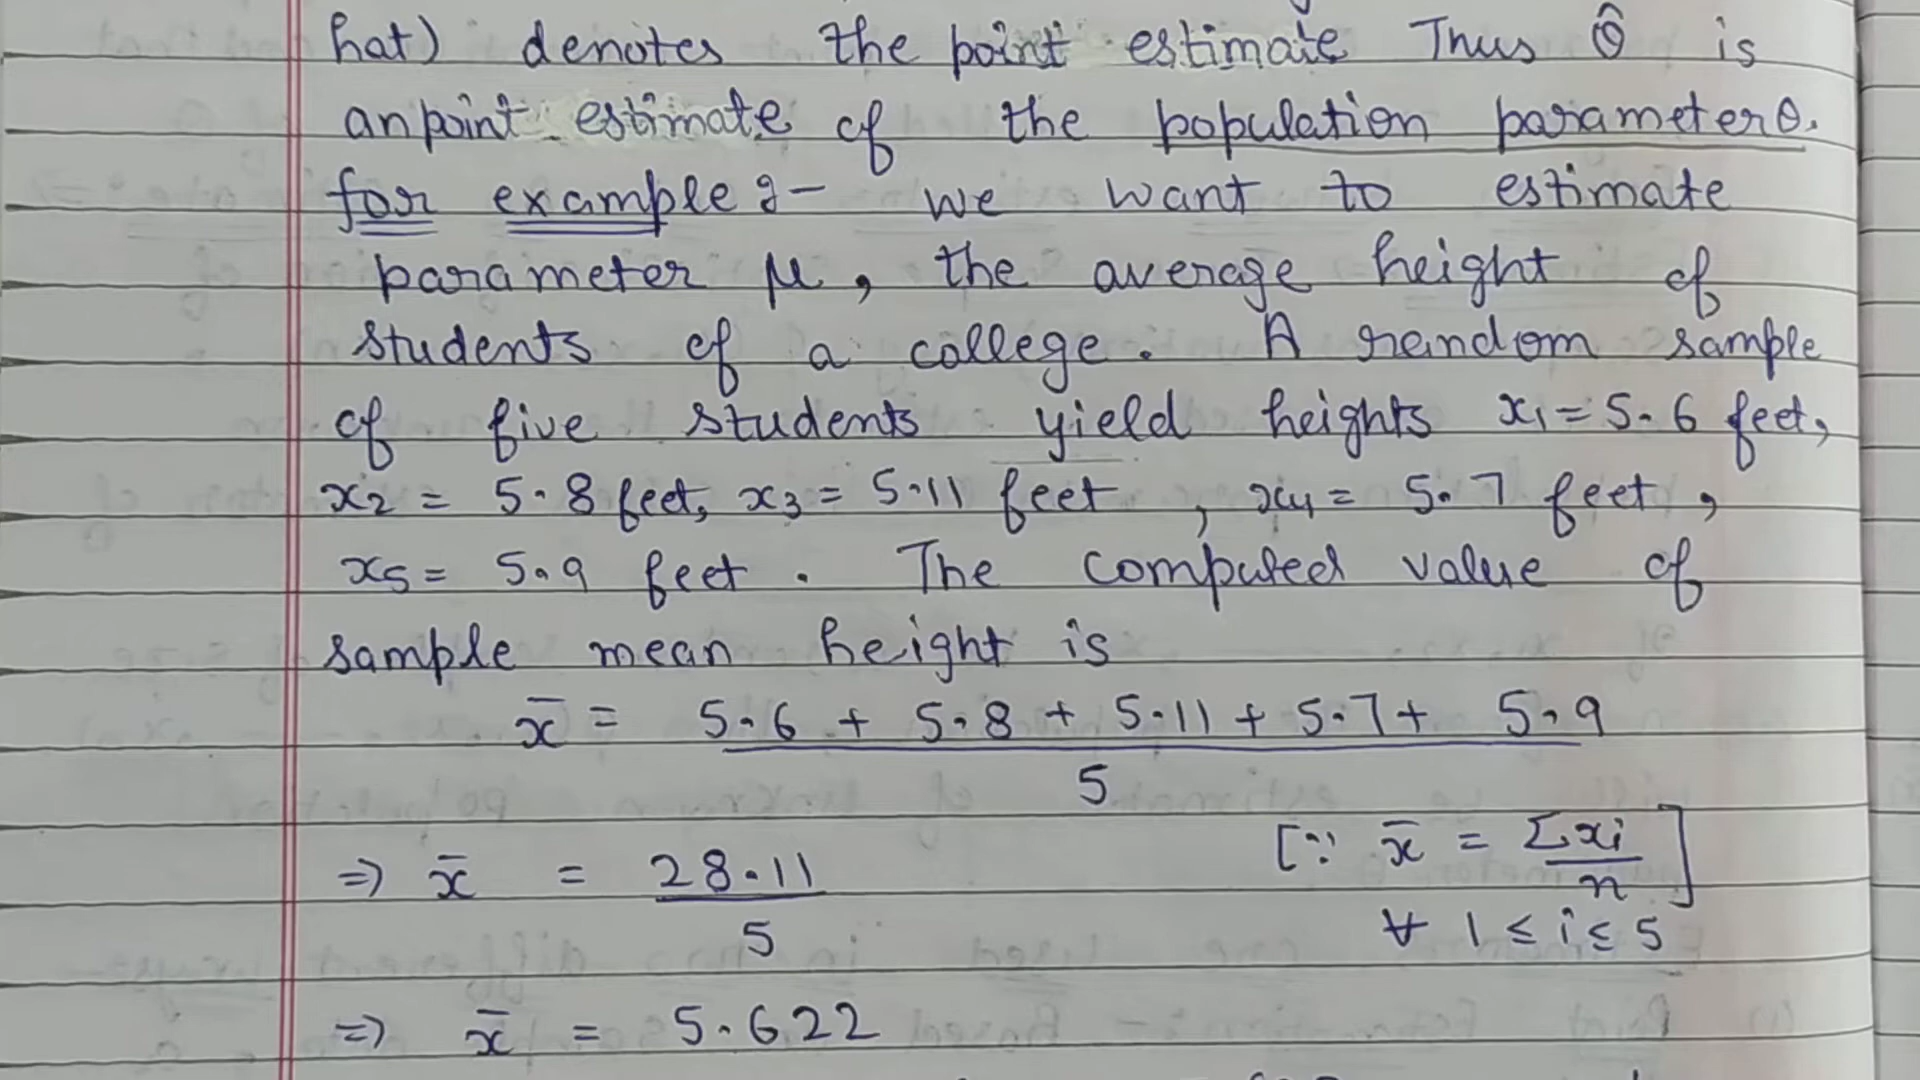 hat) denotes the point estimate Thus θ̂ is
an point estimate of the population parameter θ.
for example :- we want to estimate
parameter μ, the average height of
students of a college. A random sample
of five students yield heights x1 = 5.6 feet,
x2 = 5.8 feet, x3 = 5.11 feet, x4 = 5.7 feet,
x5 = 5.9 feet. The computed value of
sample mean height is
x̄ = 5.6 + 5.8 + 5.11 + 5.7 + 5.9
5
[∵ x̄ = Σxi / n]
⇒ x̄ = 28.11 / 5
∀ 1 ≤ i ≤ 5
⇒ x̄ = 5.622